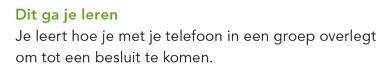 Dit ga je leren
Je leert hoe je met je telefoon in een groep overlegt
om tot een besluit te komen.